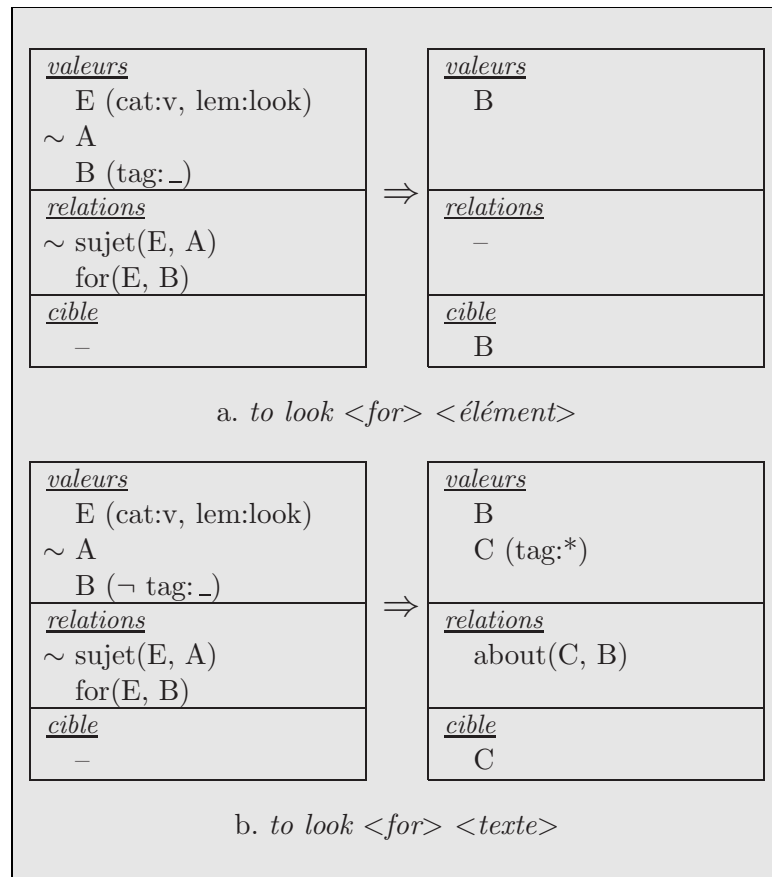 valeurs
E (cat:v, lem:look)
∼ A
B (tag: _)
relations
∼ sujet(E, A)
for(E, B)
cible
–
⇒
valeurs
B
relations
–
cible
B
a. to look <for> <élément>
valeurs
E (cat:v, lem:look)
∼ A
B (¬ tag: _)
relations
∼ sujet(E, A)
for(E, B)
cible
–
⇒
valeurs
B
C (tag:*)
relations
about(C, B)
cible
C
b. to look <for> <texte>